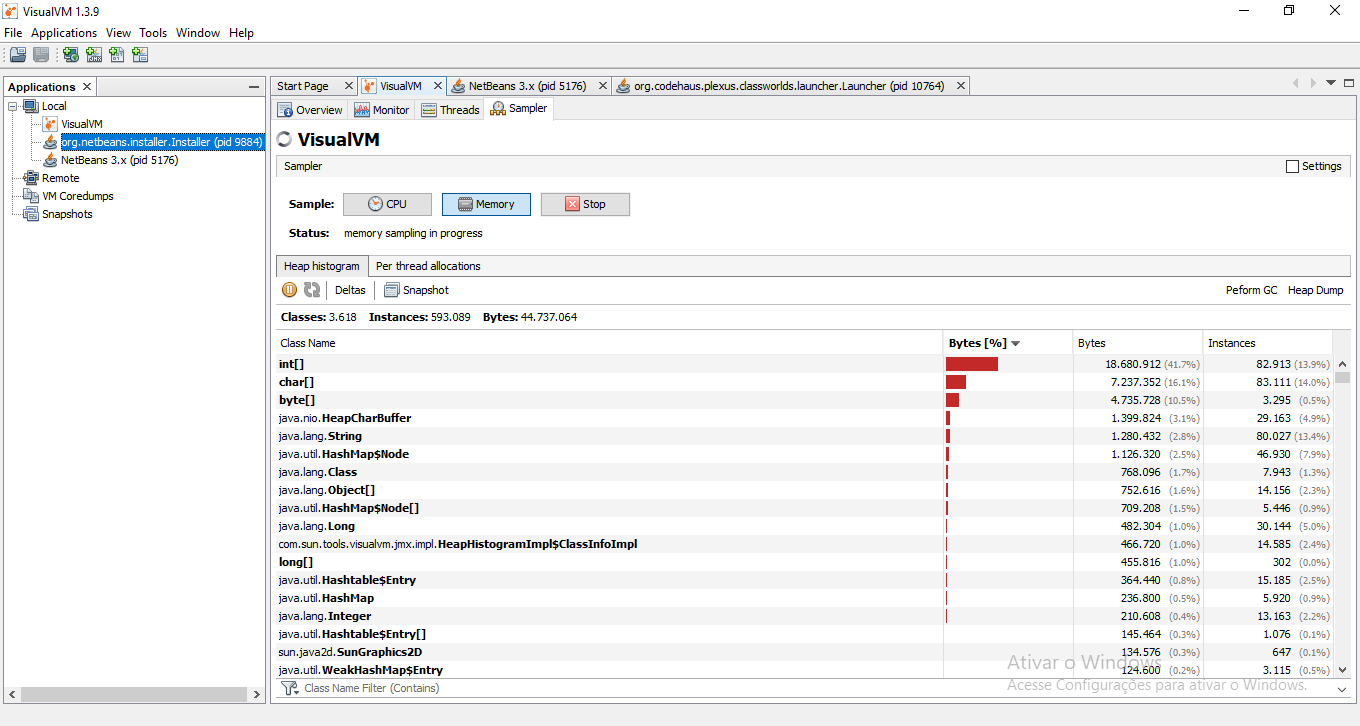 VisualVM 1.3.9
File Applications View Tools Window Help
Applications
Local
VisualVM
org.netbeans.installer.Installer (pid 9884)
NetBeans 3.x (pid 5176)
Remote
VM Coredumps
Snapshots
Start Page VisualVM NetBeans 3.x (pid 5176) org.codehaus.plexus.classworlds.launcher.Launcher (pid 10764)
Overview Monitor Threads Sampler
VisualVM
Sampler Settings
Sample: CPU Memory Stop
Status: memory sampling in progress
Heap histogram Per thread allocations
Deltas Snapshot Peform GC Heap Dump
Classes: 3.618 Instances: 593.089 Bytes: 44.737.064
Class Name Bytes [%] Bytes Instances
int[] 18.680.912 (41.7%) 82.913 (13.9%)
char[] 7.237.352 (16.1%) 83.111 (14.0%)
byte[] 4.735.728 (10.5%) 3.295 (0.5%)
java.nio.HeapCharBuffer 1.399.824 (3.1%) 29.163 (4.9%)
java.lang.String 1.280.432 (2.8%) 80.027 (13.4%)
java.util.HashMap$Node 1.126.320 (2.5%) 46.930 (7.9%)
java.lang.Class 768.096 (1.7%) 7.943 (1.3%)
java.lang.Object[] 752.616 (1.6%) 14.156 (2.3%)
java.util.HashMap$Node[] 709.208 (1.5%) 5.446 (0.9%)
java.lang.Long 482.304 (1.0%) 30.144 (5.0%)
com.sun.tools.visualvm.jmx.impl.HeapHistogramImpl$ClassInfoImpl 466.720 (1.0%) 14.585 (2.4%)
long[] 455.816 (1.0%) 302 (0.0%)
java.util.Hashtable$Entry 364.440 (0.8%) 15.185 (2.5%)
java.util.HashMap 236.800 (0.5%) 5.920 (0.9%)
java.lang.Integer 210.608 (0.4%) 13.163 (2.2%)
java.util.Hashtable$Entry[] 145.464 (0.3%) 1.076 (0.1%)
sun.java2d.SunGraphics2D 134.576 (0.3%) 647 (0.1%)
java.util.WeakHashMap$Entry 124.600 (0.2%) 3.115 (0.5%)
Class Name Filter (Contains)
Ativar o Windows
Acesse Configurações para ativar o Windows.